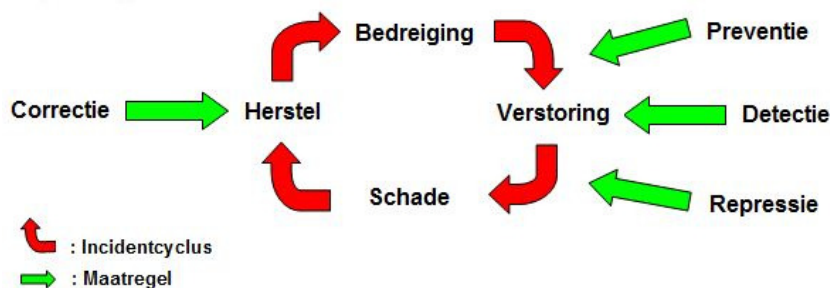 Bedreiging
Preventie
Correctie
Herstel
Verstoring
Detectie
Schade
Repressie
: Incidentcyclus
: Maatregel